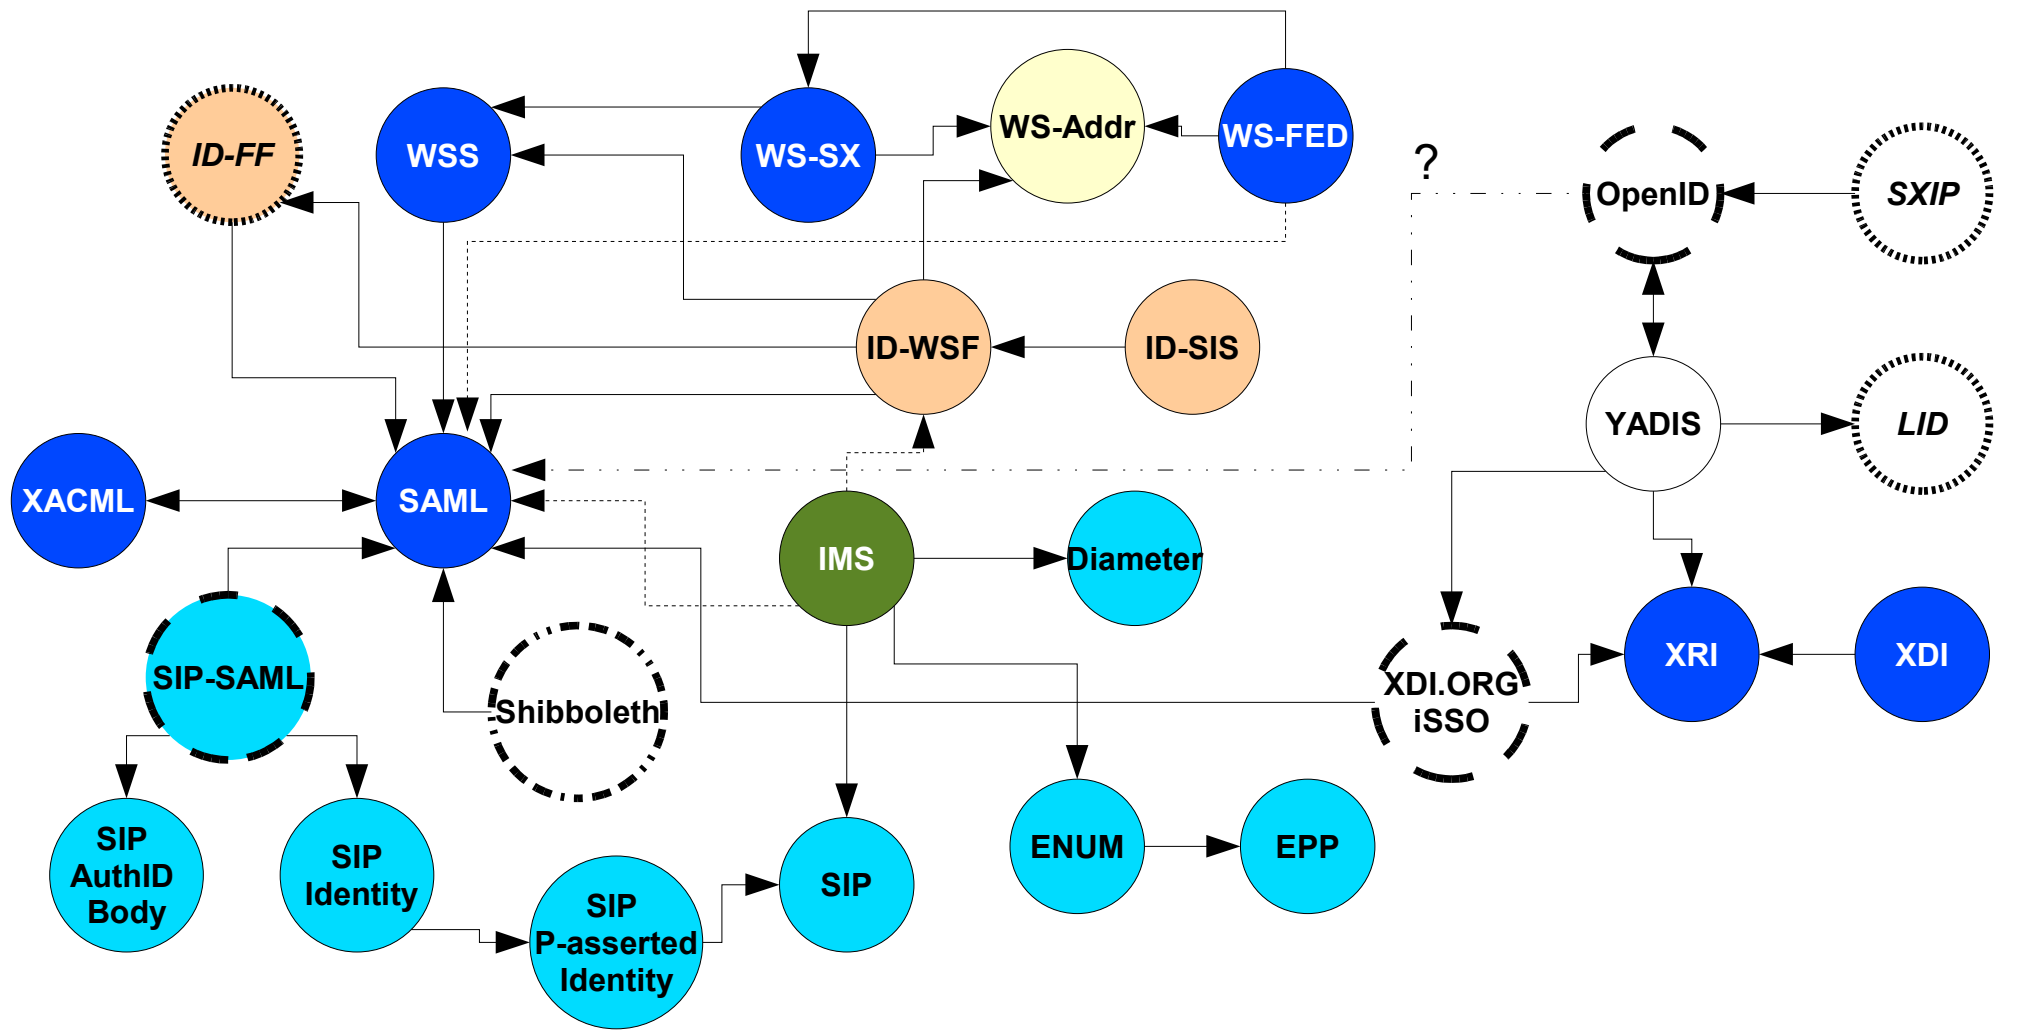 WS-Addr
ID-FF
WSS
WS-SX
WS-FED
?
OpenID
SXIP
ID-WSF
ID-SIS
YADIS
LID
XACML
SAML
IMS
Diameter
SIP-SAML
Shibboleth
XDI.ORG
iSSO
XRI
XDI
SIP
AuthID
Body
SIP
Identity
SIP
P-asserted
Identity
SIP
ENUM
EPP